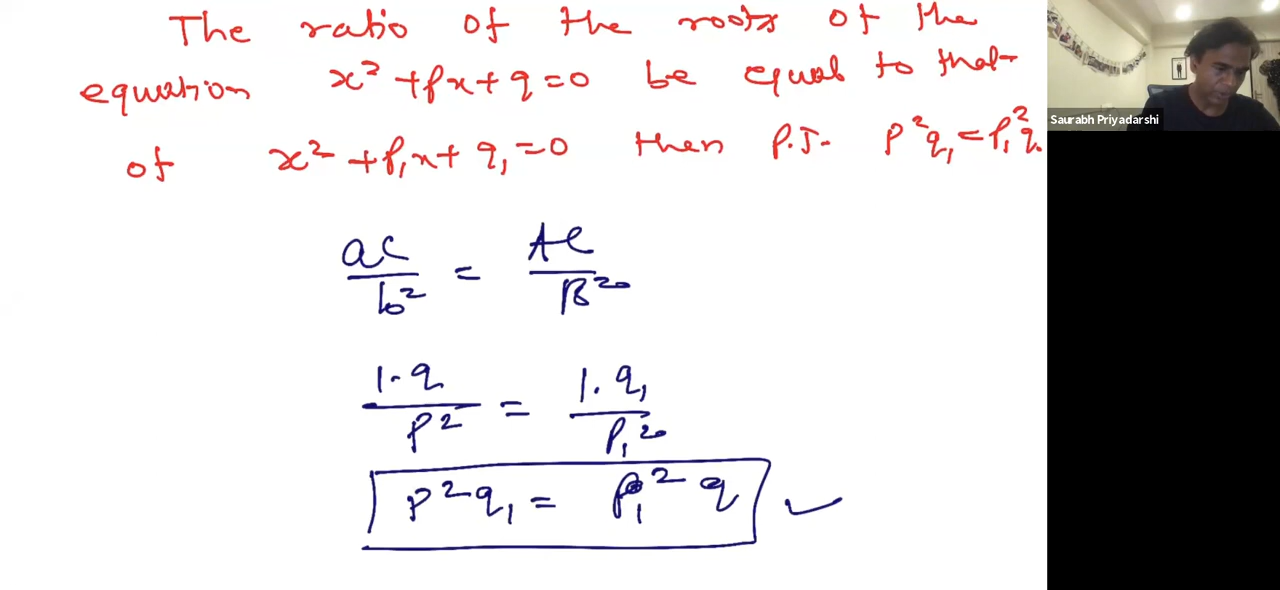 The ratio of the roots of the
equation x² + px + q = 0 be equal to that
of x² + p₁x + q₁ = 0 then P.T. p²q₁ = p₁²q.
Saurabh Priyadarshi
ac/b² = AC/B²
1·q/p² = 1·q₁/p₁²
p²q₁ = p₁²q ✓